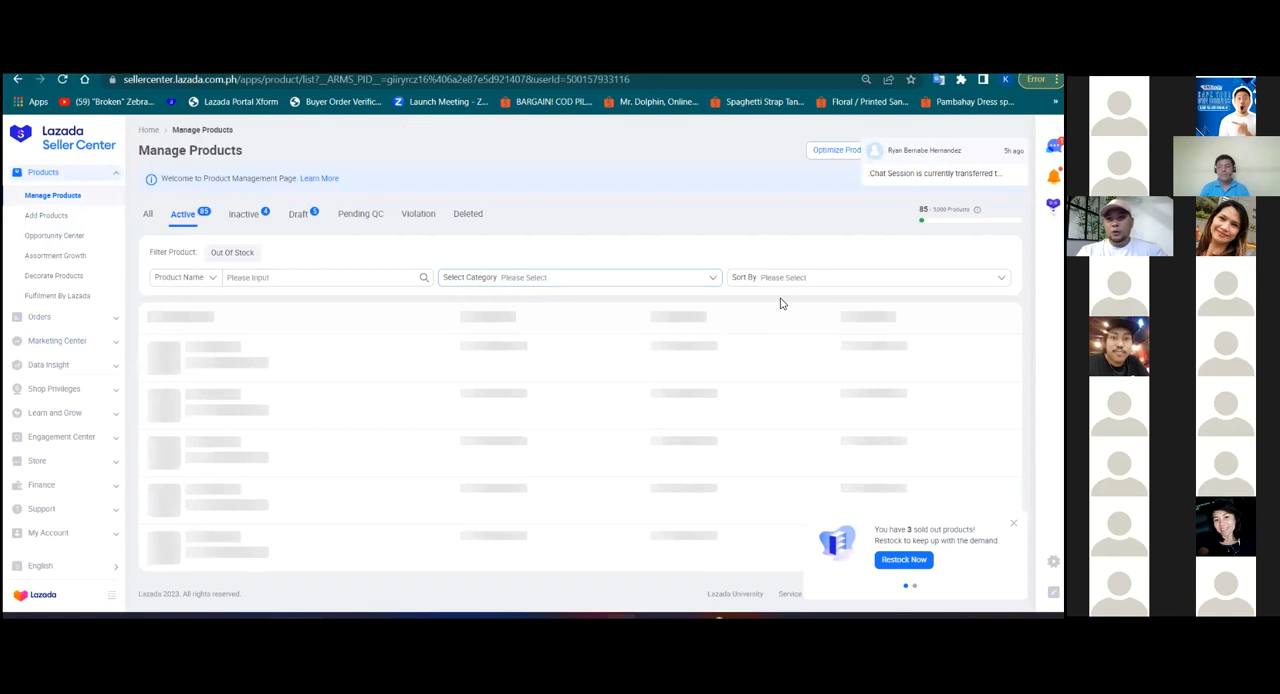 sellercenter.lazada.com.ph/apps/product/list?__ARMS_PID__=giiryrcz16%406a2e87e5d921407&userId=500157933116
Error
Apps
(59) "Broken" Zebra...
Lazada Portal Xform
Buyer Order Verific...
Launch Meeting - Z...
BARGAIN! COD PIL...
Mr. Dolphin, Online...
Spaghetti Strap Tan...
Floral / Printed San...
Pambahay Dress sp...
»
Lazada
Seller Center
Products
Manage Products
Add Products
Opportunity Center
Assortment Growth
Decorate Products
Fulfilment By Lazada
Orders
Marketing Center
Data Insight
Shop Privileges
Learn and Grow
Engagement Center
Store
Finance
Support
My Account
English
Lazada
Home > Manage Products
Manage Products
Optimize Prod
Ryan Bernabe Hernandez
5h ago
Chat Session is currently transferred t...
Welcome to Product Management Page. Learn More
All
Active 85
Inactive 4
Draft 5
Pending QC
Violation
Deleted
85 - 3,000 Products
Filter Product:
Out Of Stock
Product Name
Please Input
Select Category Please Select
Sort By Please Select
You have 3 sold out products!
Restock to keep up with the demand.
Restock Now
Lazada 2023. All rights reserved.
Lazada University
Service